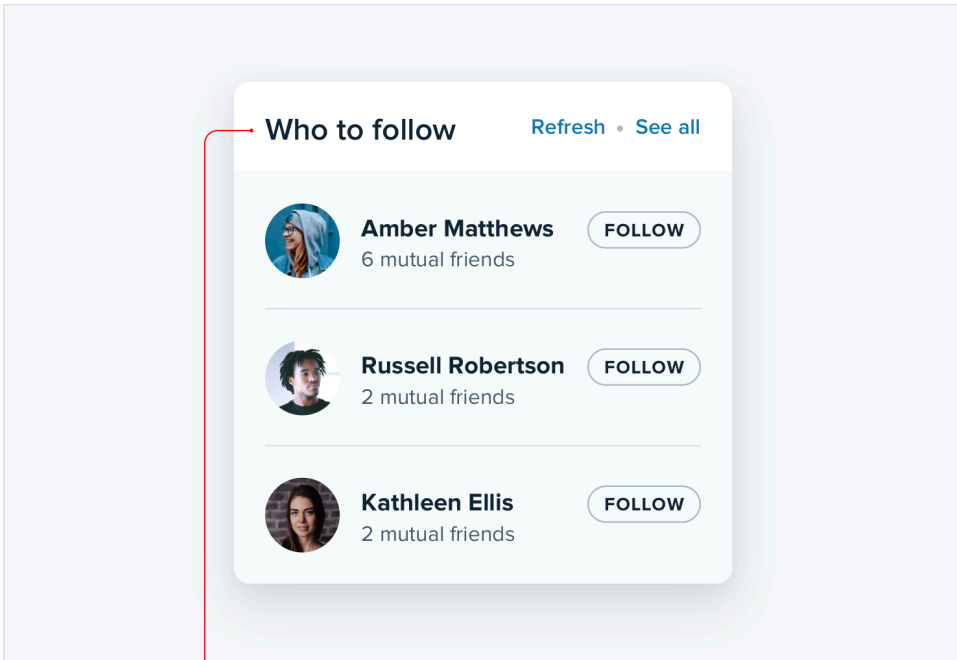 Who to follow
Refresh • See all
Amber Matthews
FOLLOW
6 mutual friends
Russell Robertson
FOLLOW
2 mutual friends
Kathleen Ellis
FOLLOW
2 mutual friends